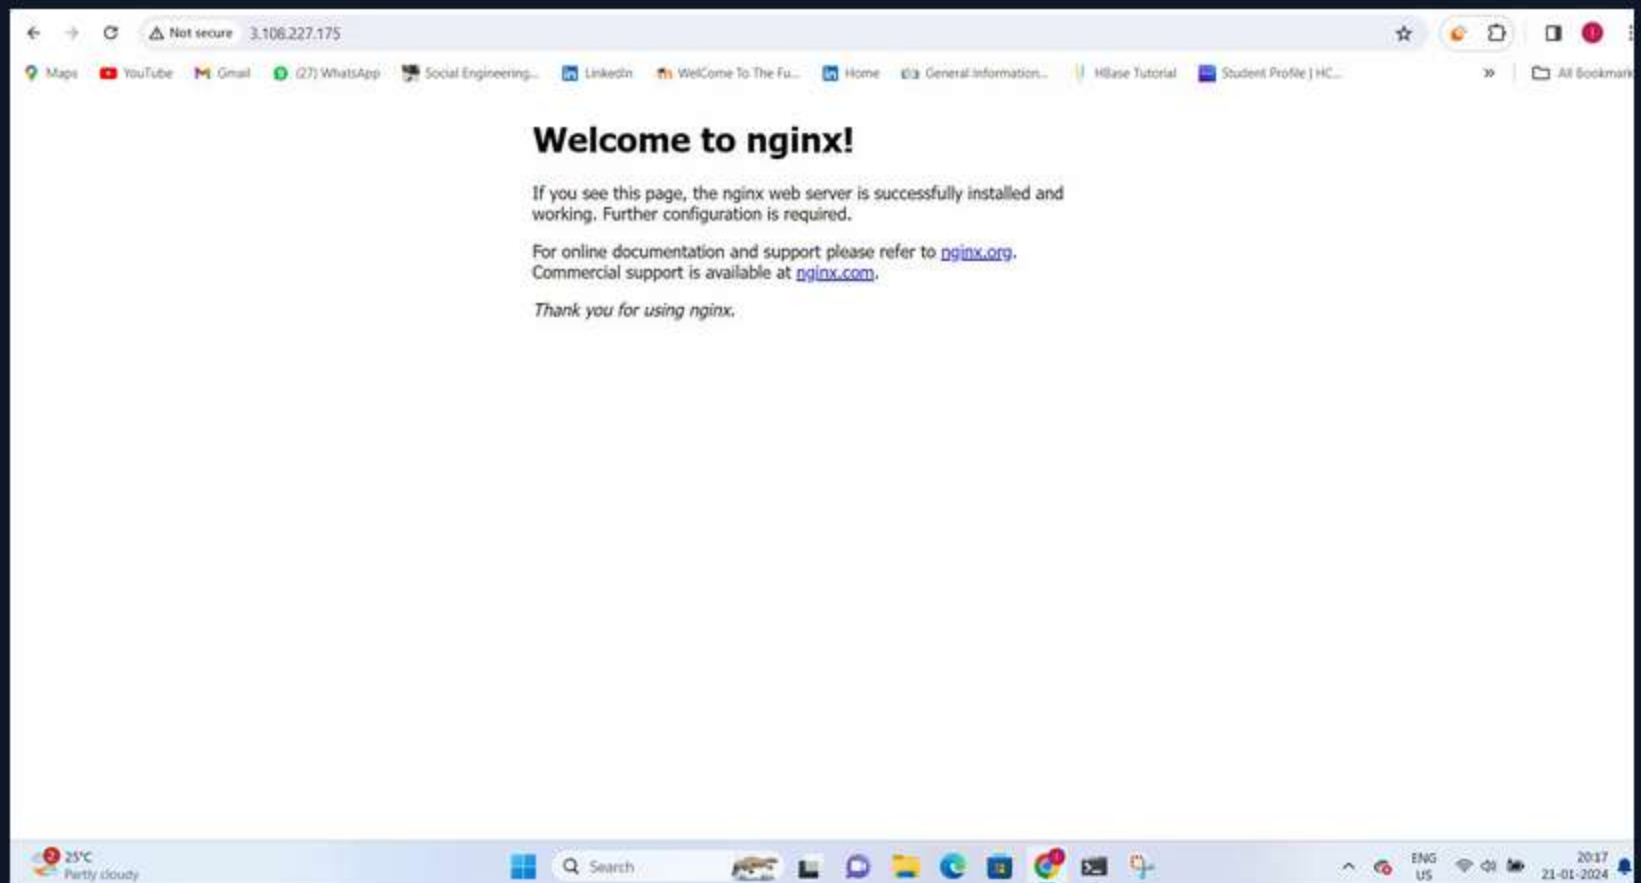 Not secure 3.108.227.175
Maps YouTube Gmail (27) WhatsApp Social Engineering... LinkedIn WelCome To The Fu... Home General Information... HBase Tutorial Student Profile | HC... » All Bookmark
Welcome to nginx!
If you see this page, the nginx web server is successfully installed and
working. Further configuration is required.
For online documentation and support please refer to nginx.org.
Commercial support is available at nginx.com.
Thank you for using nginx.
2 25°C
Partly cloudy
Search
ENG
US
20:17
21-01-2024